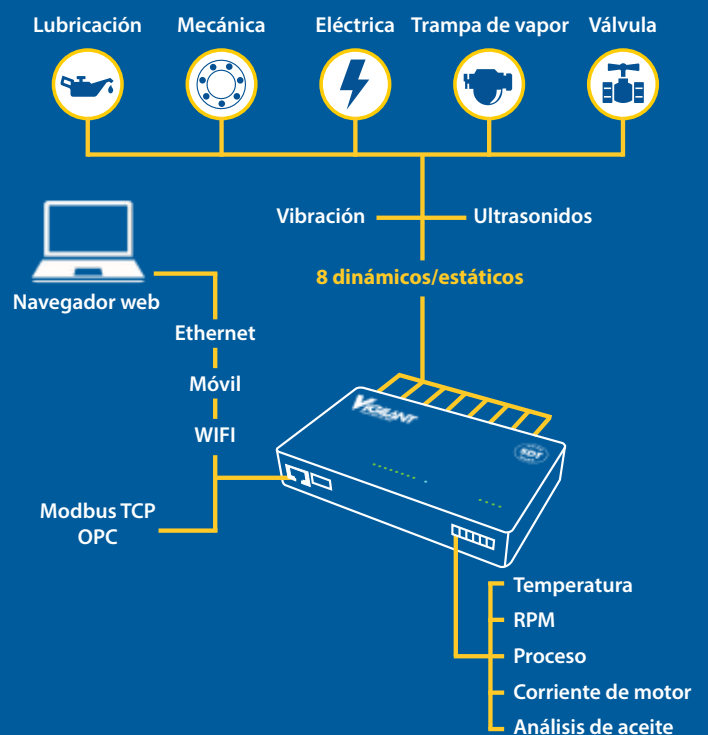 Lubricación
Mecánica
Eléctrica
Trampa de vapor
Válvula
Vibración
Ultrasonidos
8 dinámicos/estáticos
Navegador web
Ethernet
Móvil
WIFI
Modbus TCP
OPC
VIGILANT
SDT
Temperatura
RPM
Proceso
Corriente de motor
Análisis de aceite